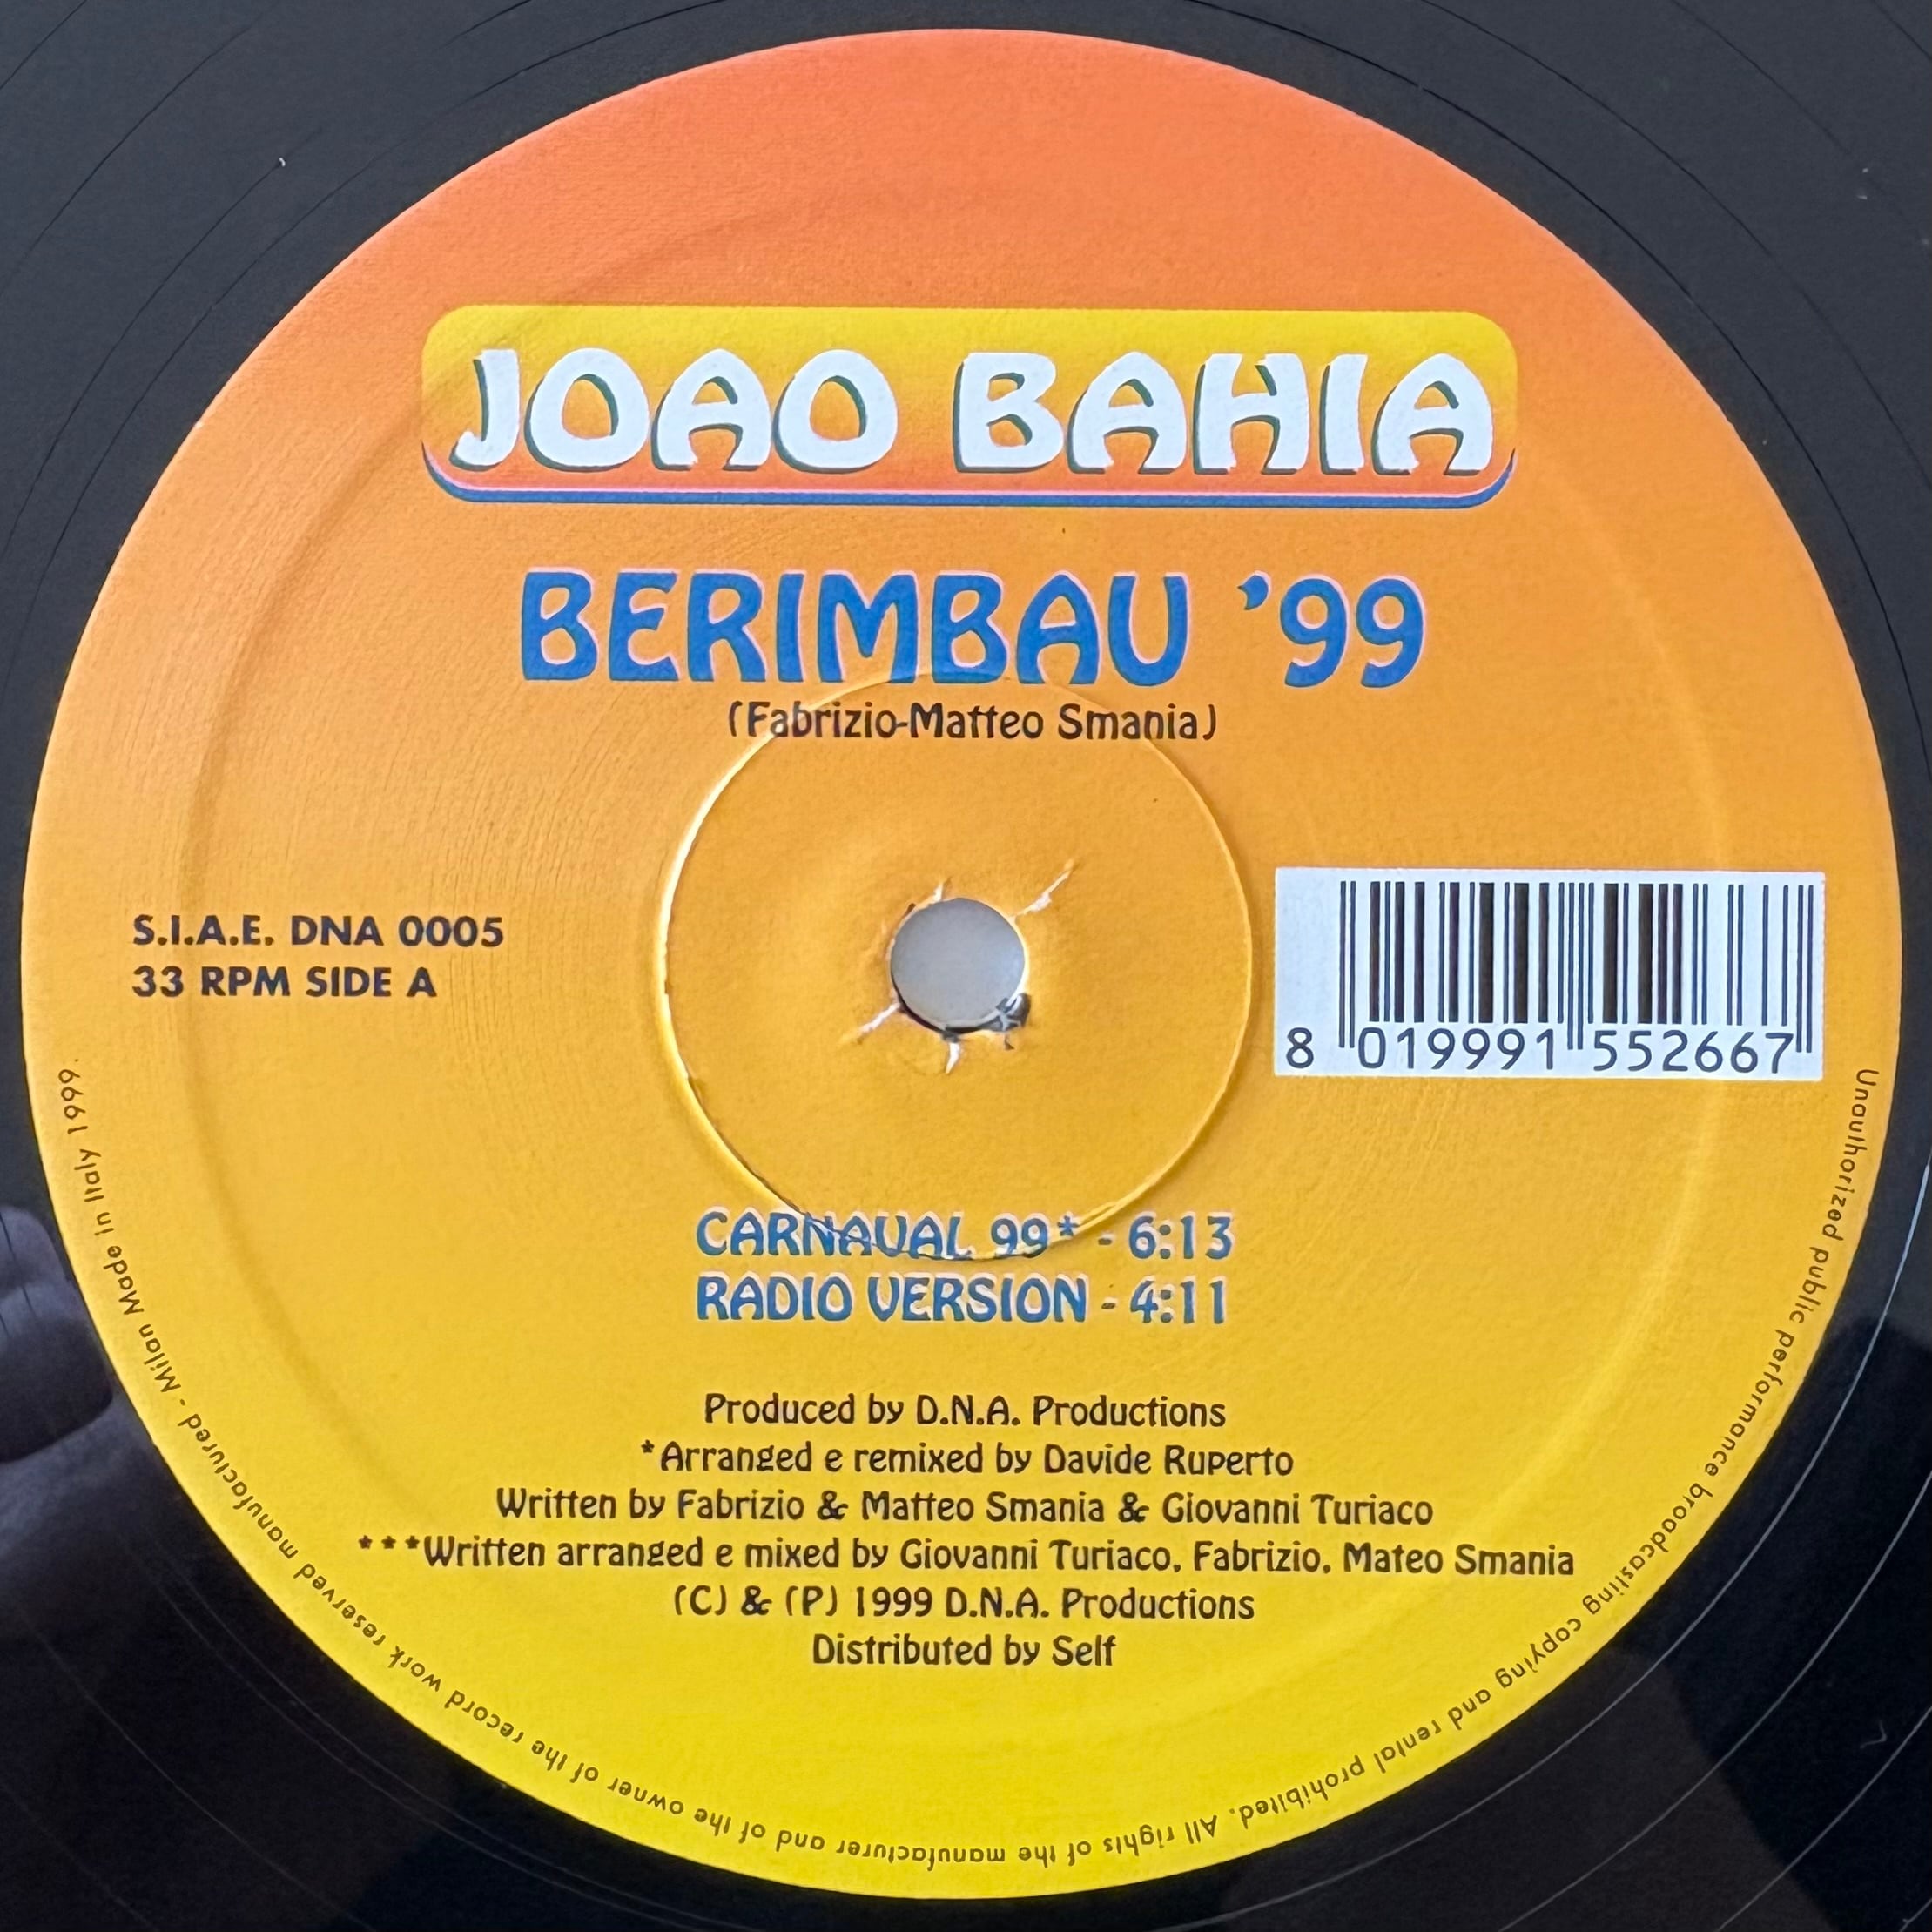 JOAO BAHIA
BERIMBAU '99
(Fabrizio-Matteo Smania)
S.I.A.E. DNA 0005
33 RPM SIDE A
8 019991 552667
CARNAVAL 99* - 6:13
RADIO VERSION - 4:11
Produced by D.N.A. Productions
*Arranged e remixed by Davide Ruperto
Written by Fabrizio & Matteo Smania & Giovanni Turiaco
***Written arranged e mixed by Giovanni Turiaco, Fabrizio, Mateo Smania
(C) & (P) 1999 D.N.A. Productions
Distributed by Self
Unauthorized public performance broadcasting copying and rental prohibited. All rights of the manufacturer and of the owner of the record work reserved manufactured - Milan Made in Italy 1999.